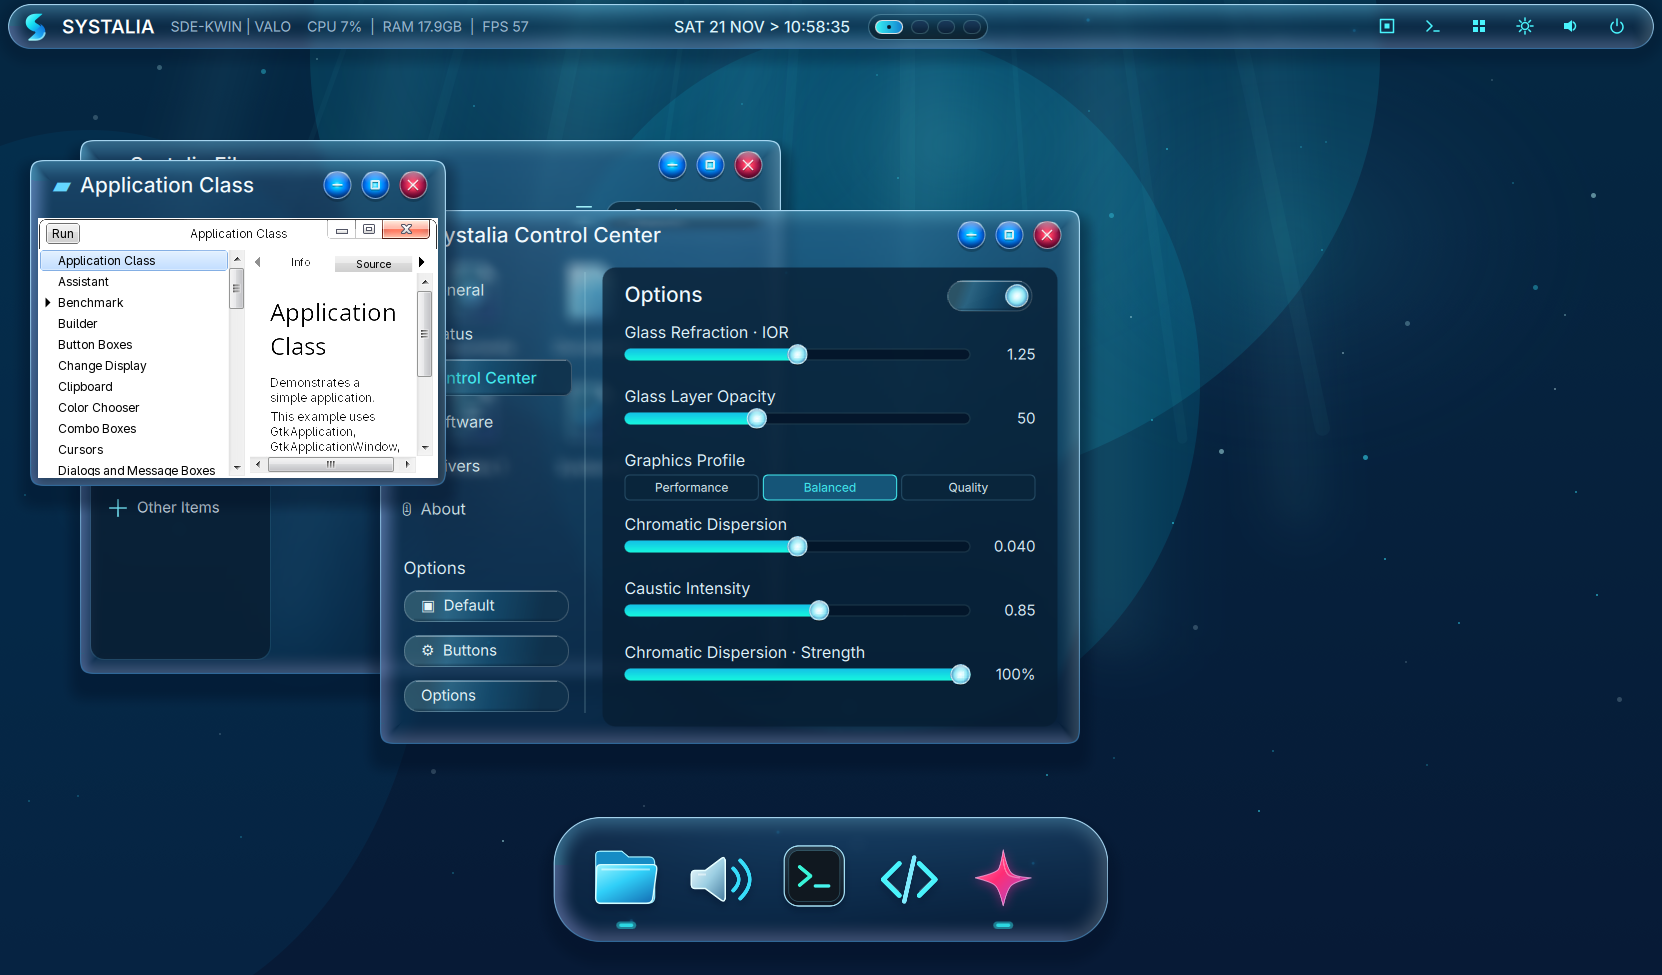 SYSTALIA SDE-KWIN | VALO CPU 7% | RAM 17.9GB | FPS 57 SAT 21 NOV > 10:58:35
Application Class
Run Application Class
Application Class
Assistant
Benchmark
Builder
Button Boxes
Change Display
Clipboard
Color Chooser
Combo Boxes
Cursors
Dialogs and Message Boxes
Info Source
Application
Class
Demonstrates a
simple application.
This example uses
GtkApplication,
GtkApplicationWindow,
Other Items
ystalia Control Center
neral
atus
ntrol Center
ftware
ivers
About
Options
Default
Buttons
Options
Options
Glass Refraction · IOR
1.25
Glass Layer Opacity
50
Graphics Profile
Performance Balanced Quality
Chromatic Dispersion
0.040
Caustic Intensity
0.85
Chromatic Dispersion · Strength
100%